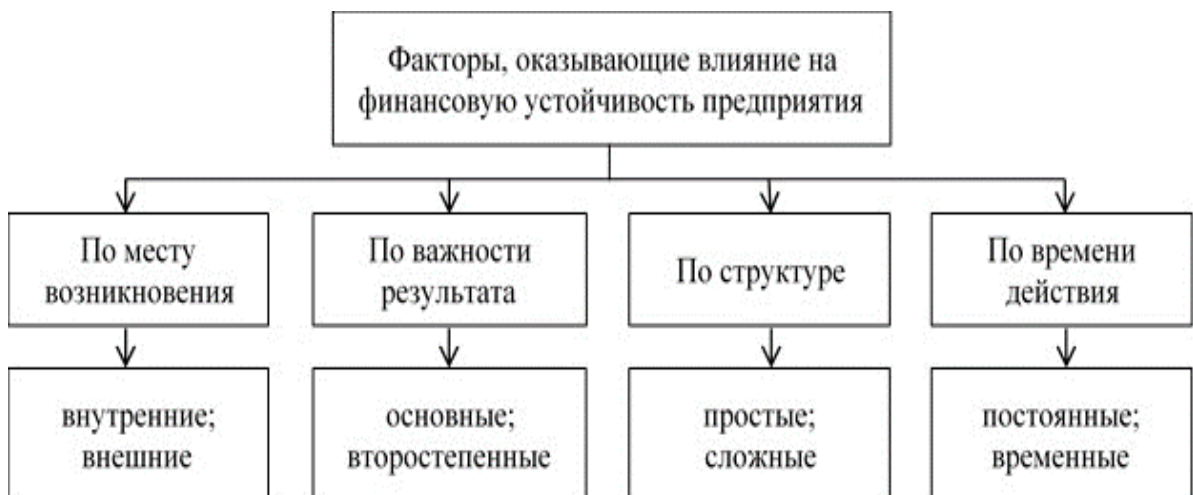 Факторы, оказывающие влияние на
финансовую устойчивость предприятия
По месту
возникновения
По важности
результата
По структуре
По времени
действия
внутренние;
внешние
основные;
второстепенные
простые;
сложные
постоянные;
временные